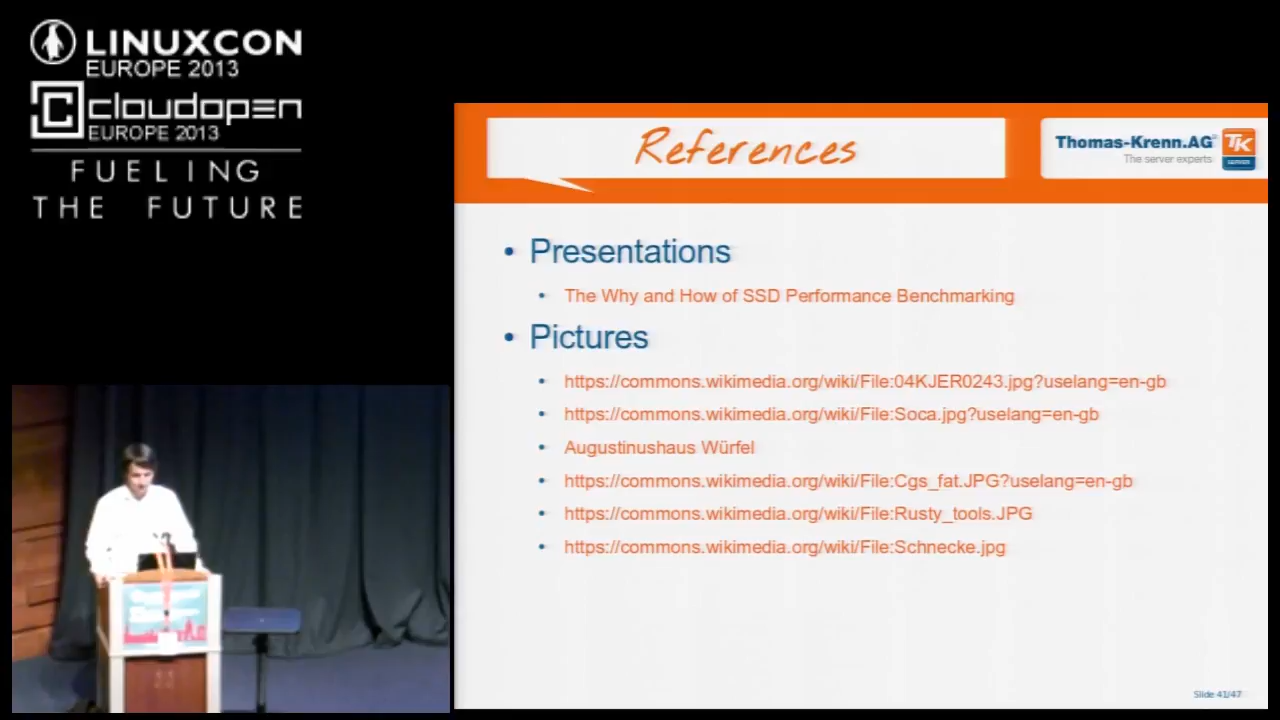 LINUXCON
EUROPE 2013
cloudopen
EUROPE 2013
FUELING
THE FUTURE
References
Thomas-Krenn.AG®
The server experts.
TK
SERVER
• Presentations
• The Why and How of SSD Performance Benchmarking
• Pictures
• https://commons.wikimedia.org/wiki/File:04KJER0243.jpg?uselang=en-gb
• https://commons.wikimedia.org/wiki/File:Soca.jpg?uselang=en-gb
• Augustinushaus Würfel
• https://commons.wikimedia.org/wiki/File:Cgs_fat.JPG?uselang=en-gb
• https://commons.wikimedia.org/wiki/File:Rusty_tools.JPG
• https://commons.wikimedia.org/wiki/File:Schnecke.jpg
Slide 41/47